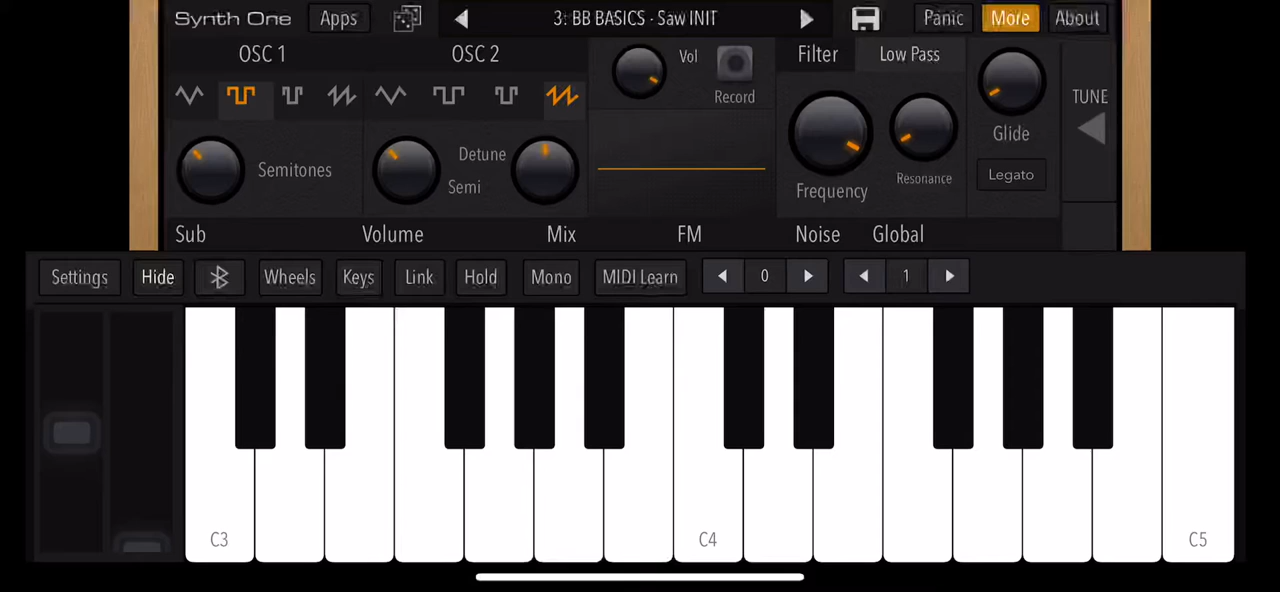 Synth One Apps 3: BB BASICS · Saw INIT Panic More About
OSC 1 OSC 2 Vol Filter Low Pass
Record TUNE
Glide
Semitones Detune
Semi Frequency Resonance Legato
Sub Volume Mix FM Noise Global
Settings Hide Wheels Keys Link Hold Mono MIDI Learn 0 1
C3 C4 C5